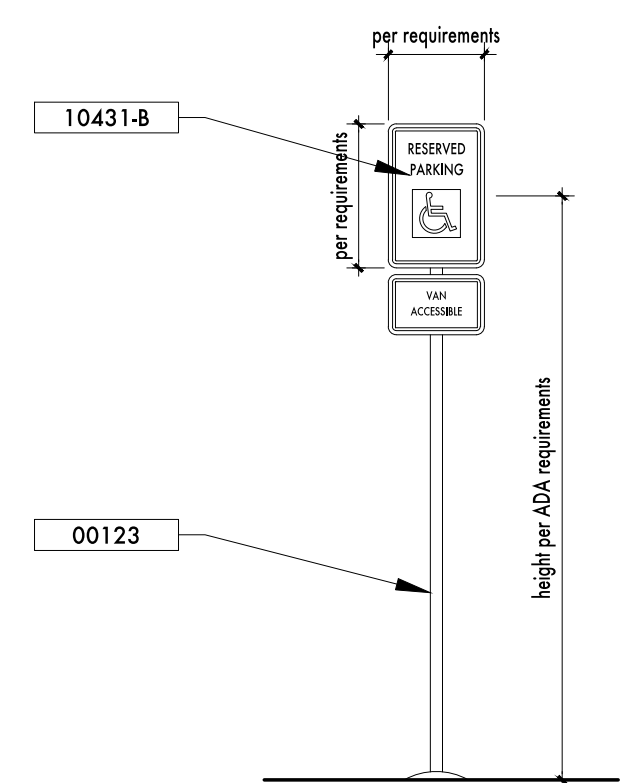 per requirements
10431-B
per requirements
RESERVED
PARKING
VAN
ACCESSIBLE
height per ADA requirements
00123